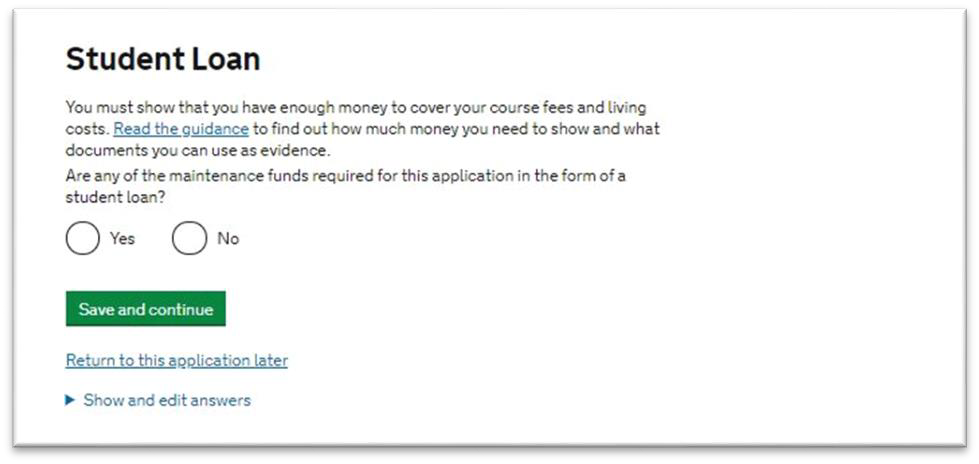 Student Loan
You must show that you have enough money to cover your course fees and living
costs. Read the guidance to find out how much money you need to show and what
documents you can use as evidence.
Are any of the maintenance funds required for this application in the form of a
student loan?
Yes No
Save and continue
Return to this application later
Show and edit answers